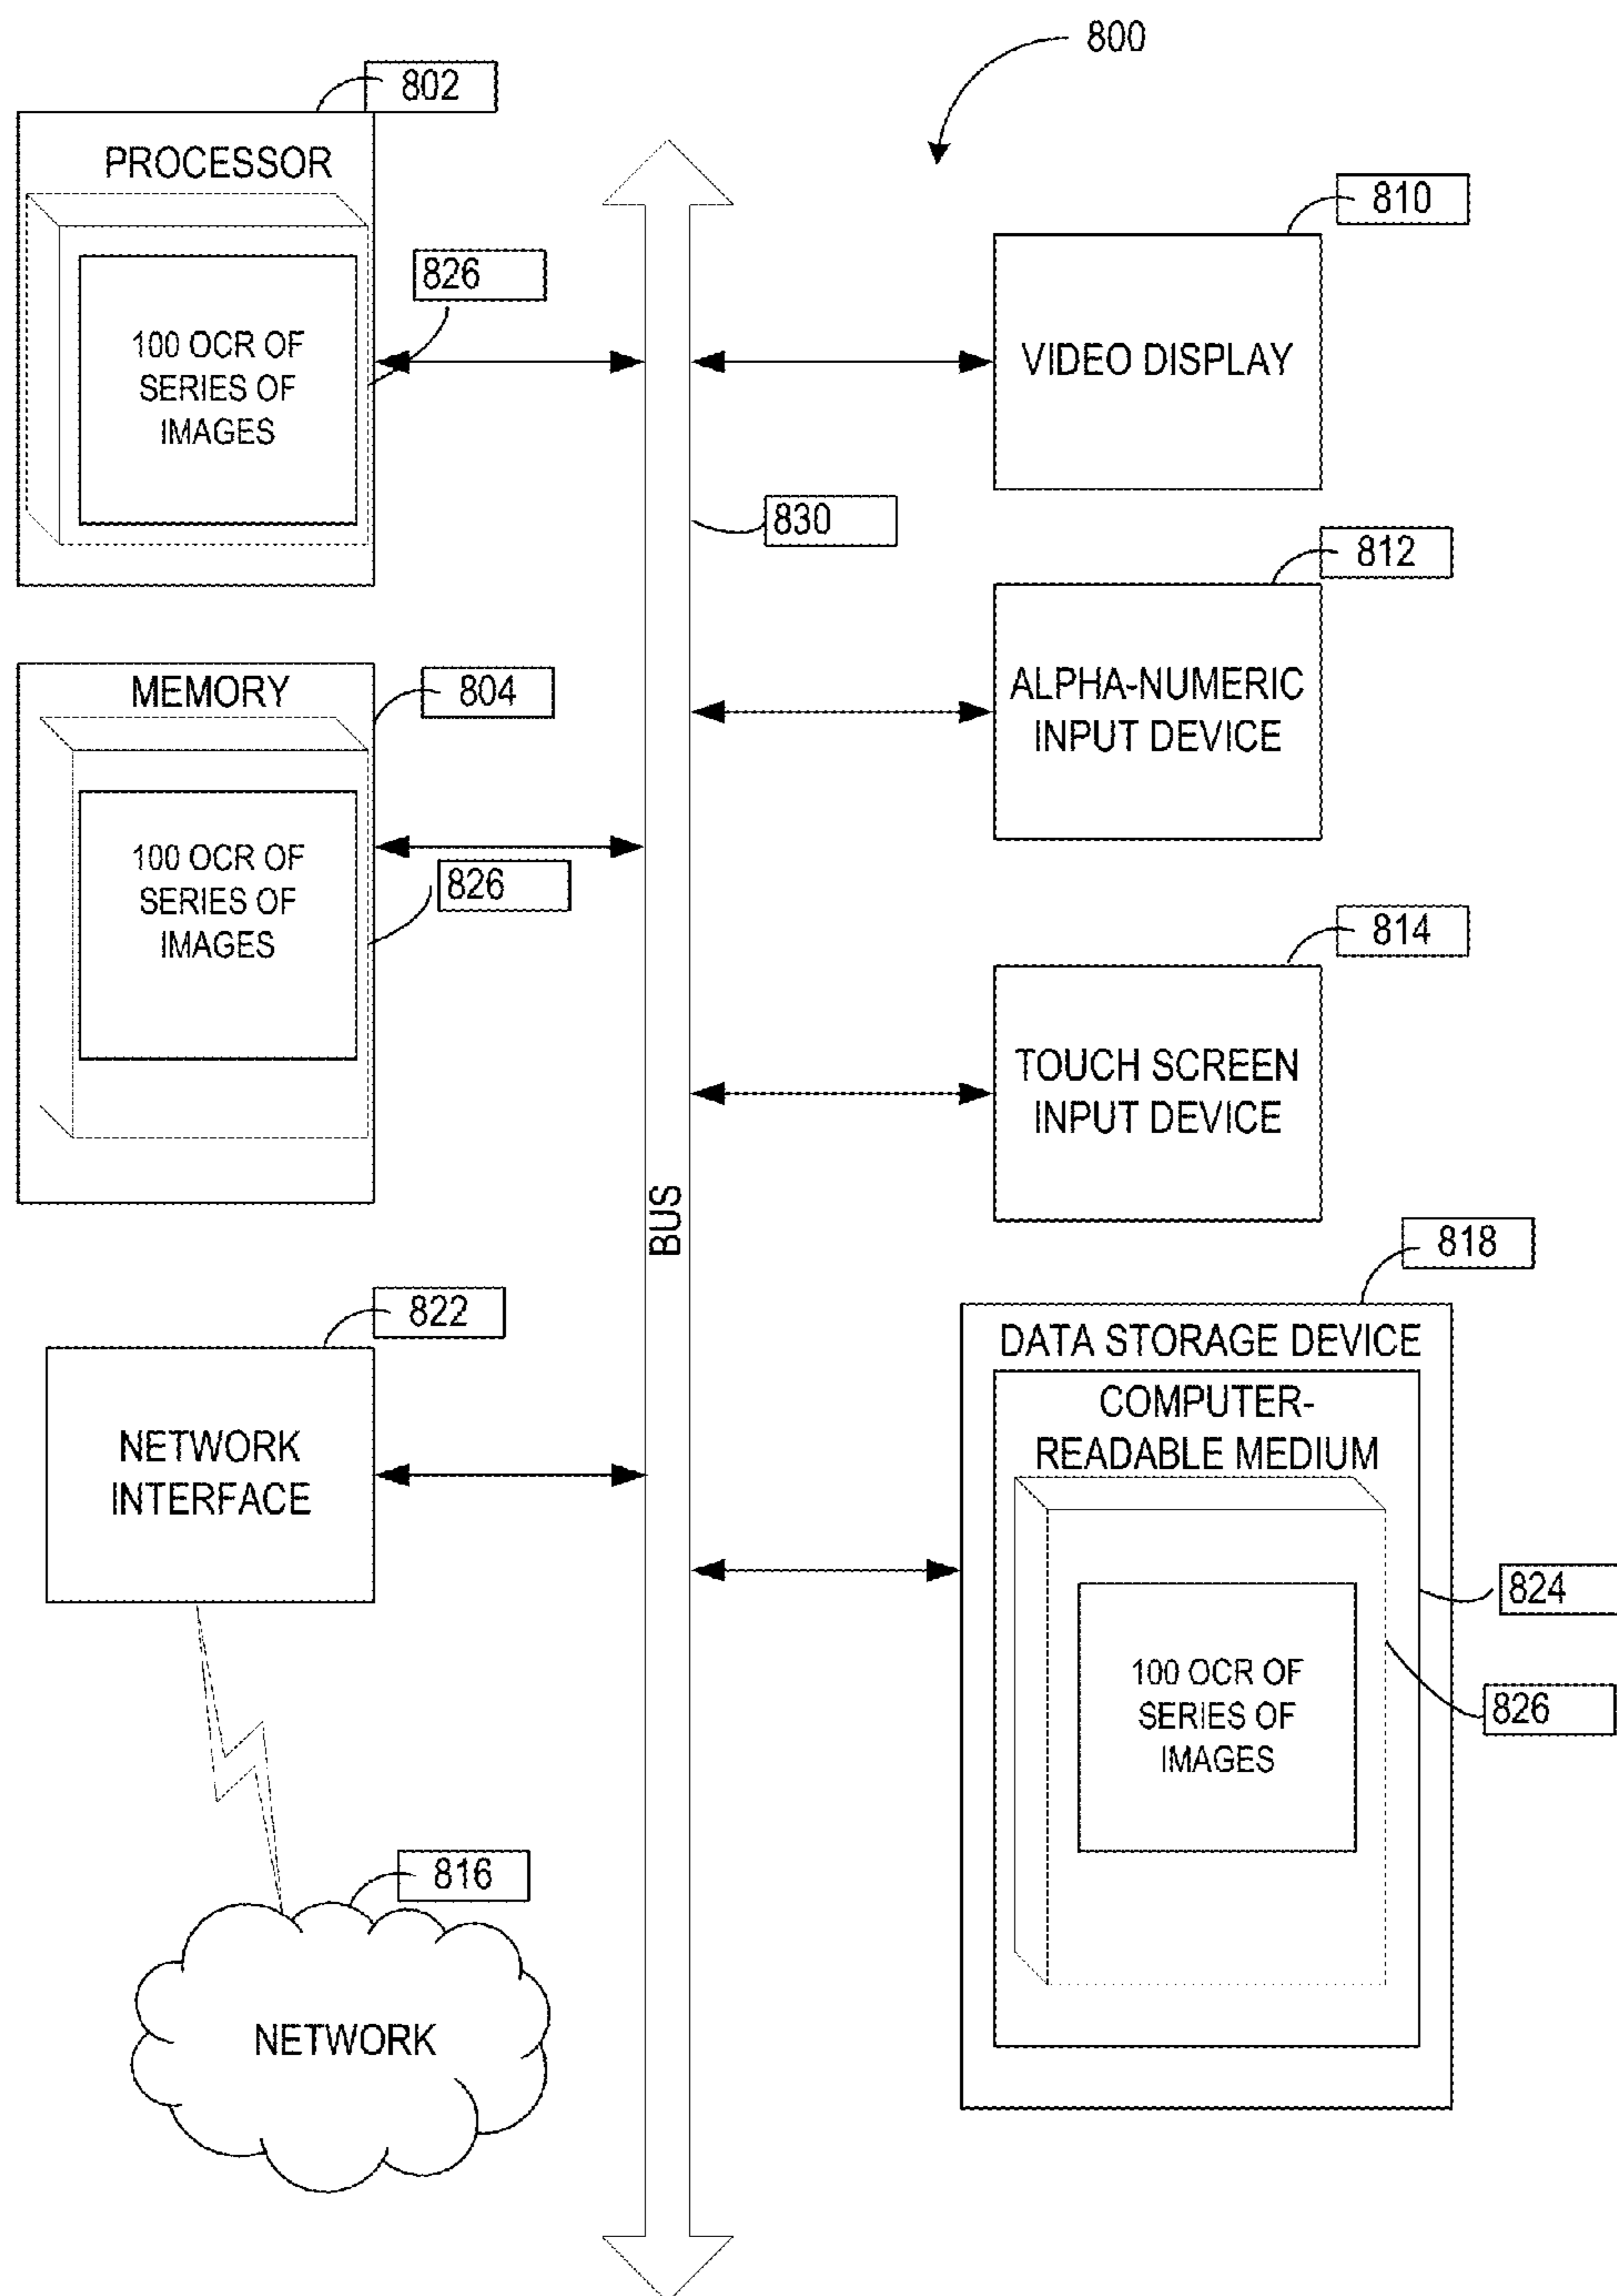 800
802
PROCESSOR
826
100 OCR OF
SERIES OF
IMAGES
810
VIDEO DISPLAY
830
812
ALPHA-NUMERIC
INPUT DEVICE
804
MEMORY
100 OCR OF
SERIES OF
IMAGES
826
814
TOUCH SCREEN
INPUT DEVICE
BUS
822
NETWORK
INTERFACE
818
DATA STORAGE DEVICE
COMPUTER-
READABLE MEDIUM
824
100 OCR OF
SERIES OF
IMAGES
826
816
NETWORK